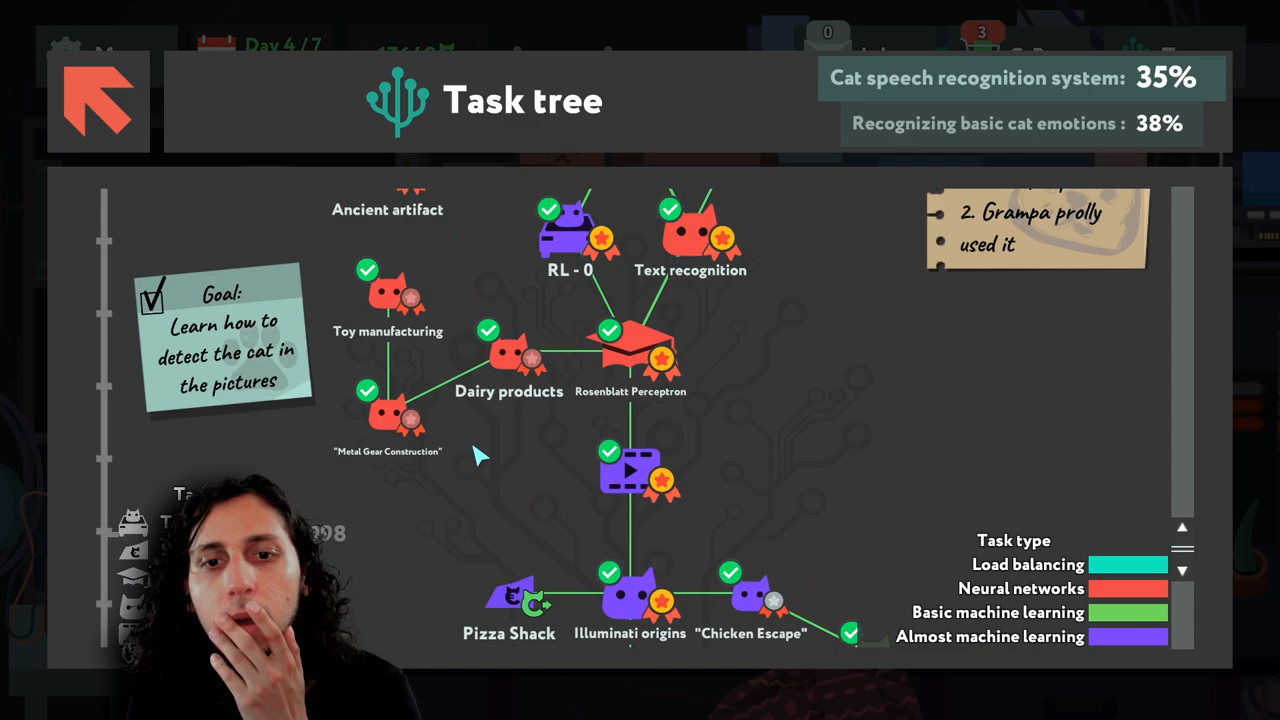 Day 4 / 7
0
3
Task tree
Cat speech recognition system: 35%
Recognizing basic cat emotions : 38%
Ancient artifact
RL - 0
Text recognition
2. Grampa prolly
used it
Goal:
Learn how to
detect the cat in
the pictures
Toy manufacturing
Dairy products
Rosenblatt Perceptron
"Metal Gear Construction"
Pizza Shack
Illuminati origins
"Chicken Escape"
Task type
Load balancing
Neural networks
Basic machine learning
Almost machine learning